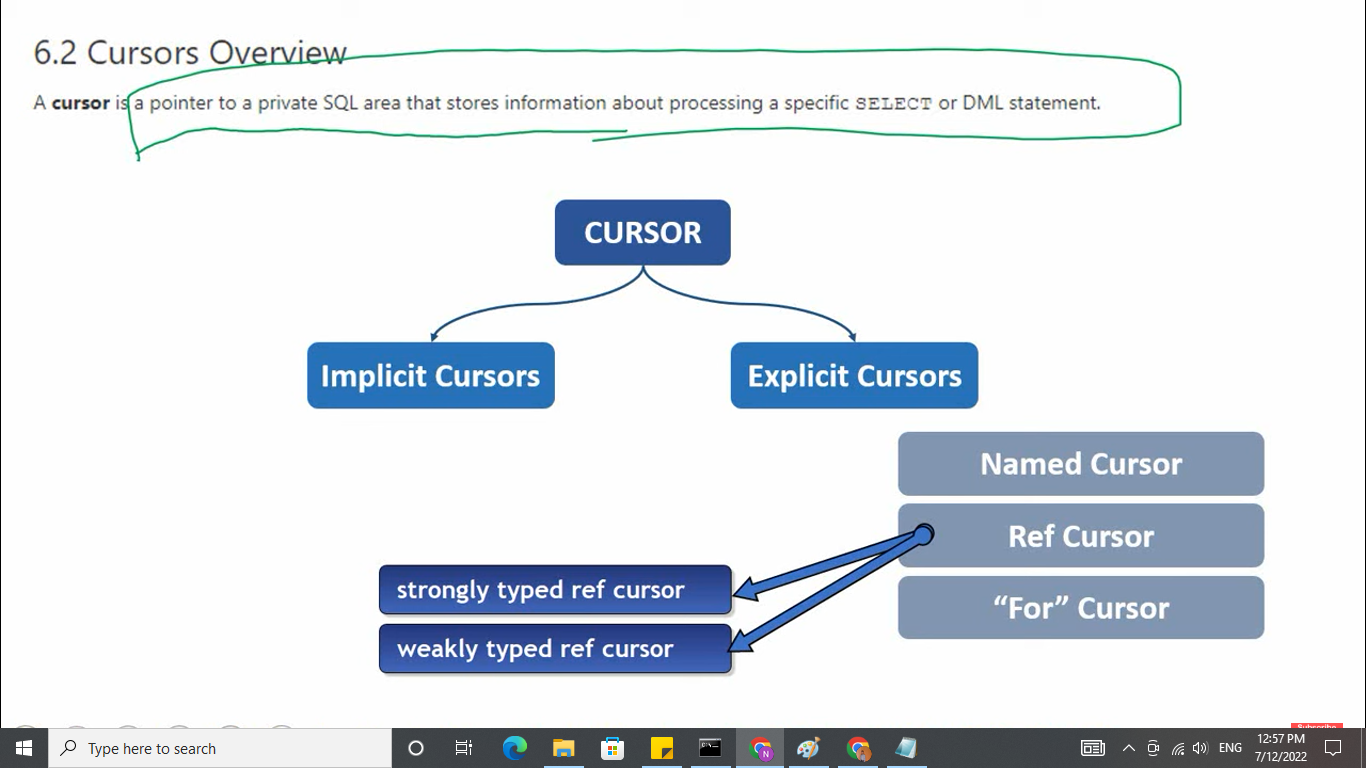 6.2 Cursors Overview
A cursor is a pointer to a private SQL area that stores information about processing a specific SELECT or DML statement.
CURSOR
Implicit Cursors
Explicit Cursors
Named Cursor
Ref Cursor
strongly typed ref cursor
weakly typed ref cursor
“For” Cursor
Subscribe
Type here to search
N
ENG
12:57 PM
7/12/2022